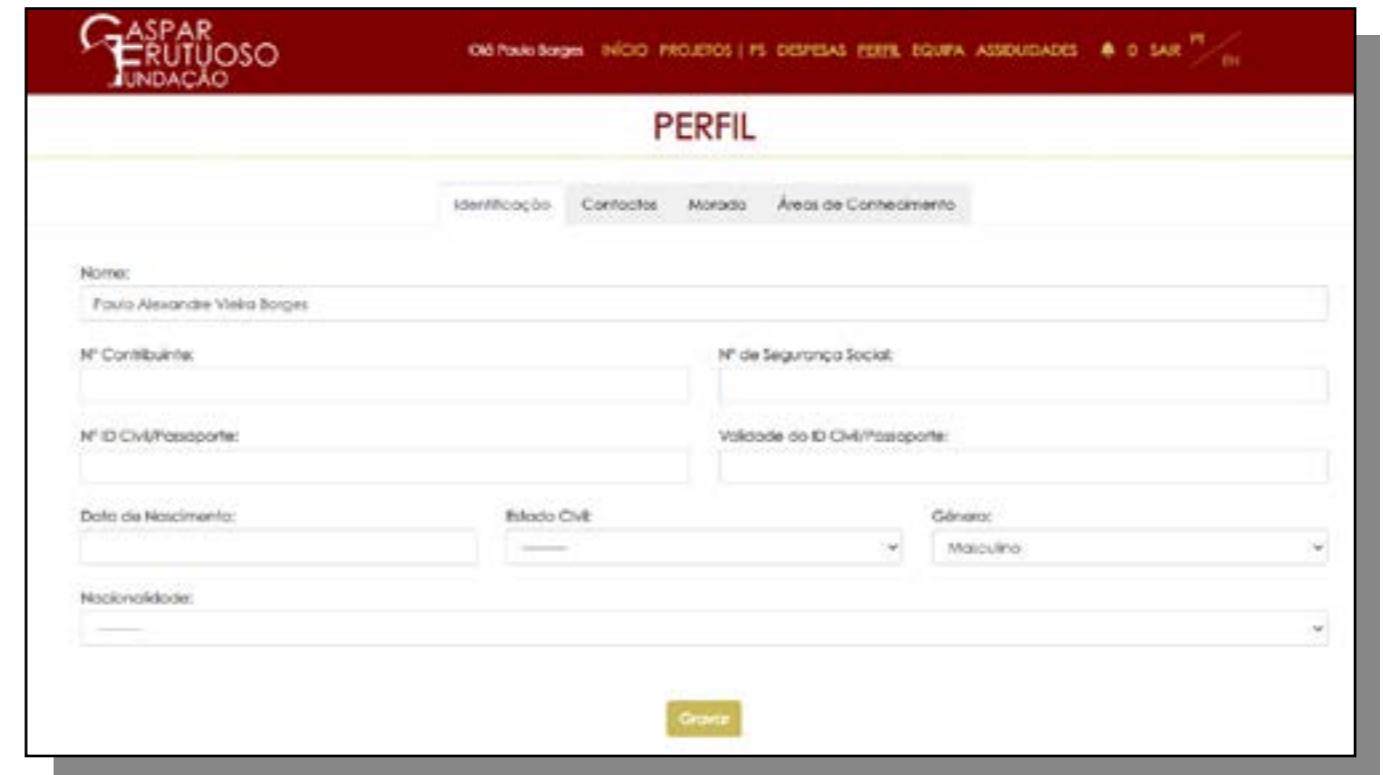 GASPAR
FRUTUOSO
FUNDAÇÃO
Olá Paulo Borges INÍCIO PROJETOS | PS DESPESAS PERFIL EQUIPA ASSIDUIDADES 0 SAIR PT EN
PERFIL
Identificação Contactos Morada Áreas de Conhecimento
Nome:
Paulo Alexandre Vieira Borges
Nº Contribuinte: Nº de Segurança Social:
Nº ID Civil/Passaporte: Validade do ID Civil/Passaporte:
Data de Nascimento: Estado Civil: Género:
--------- Masculino
Nacionalidade:
---------
Gravar